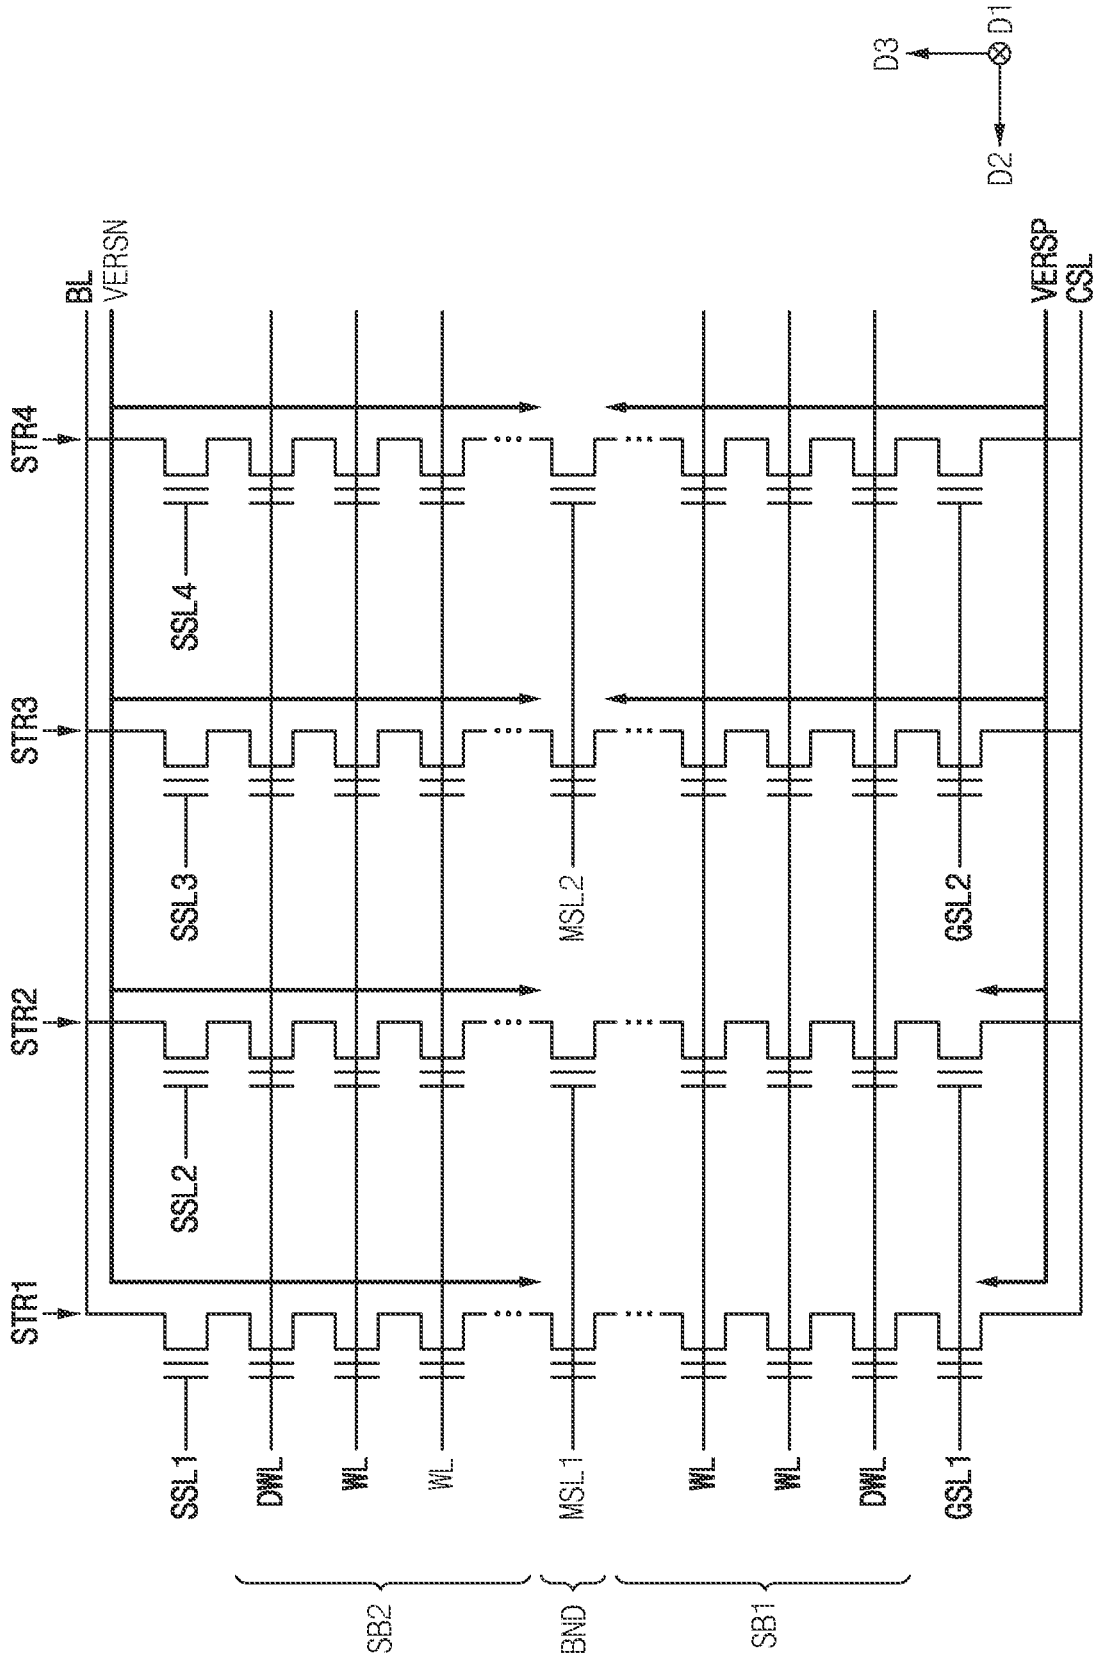 STR1
STR2
STR3
STR4
BL
VERSN
SSL1
SSL2
SSL3
SSL4
DWL
WL
WL
MSL1
MSL2
WL
WL
DWL
GSL1
GSL2
VERSP
CSL
SB2
BND
SB1
D3
D2
D1